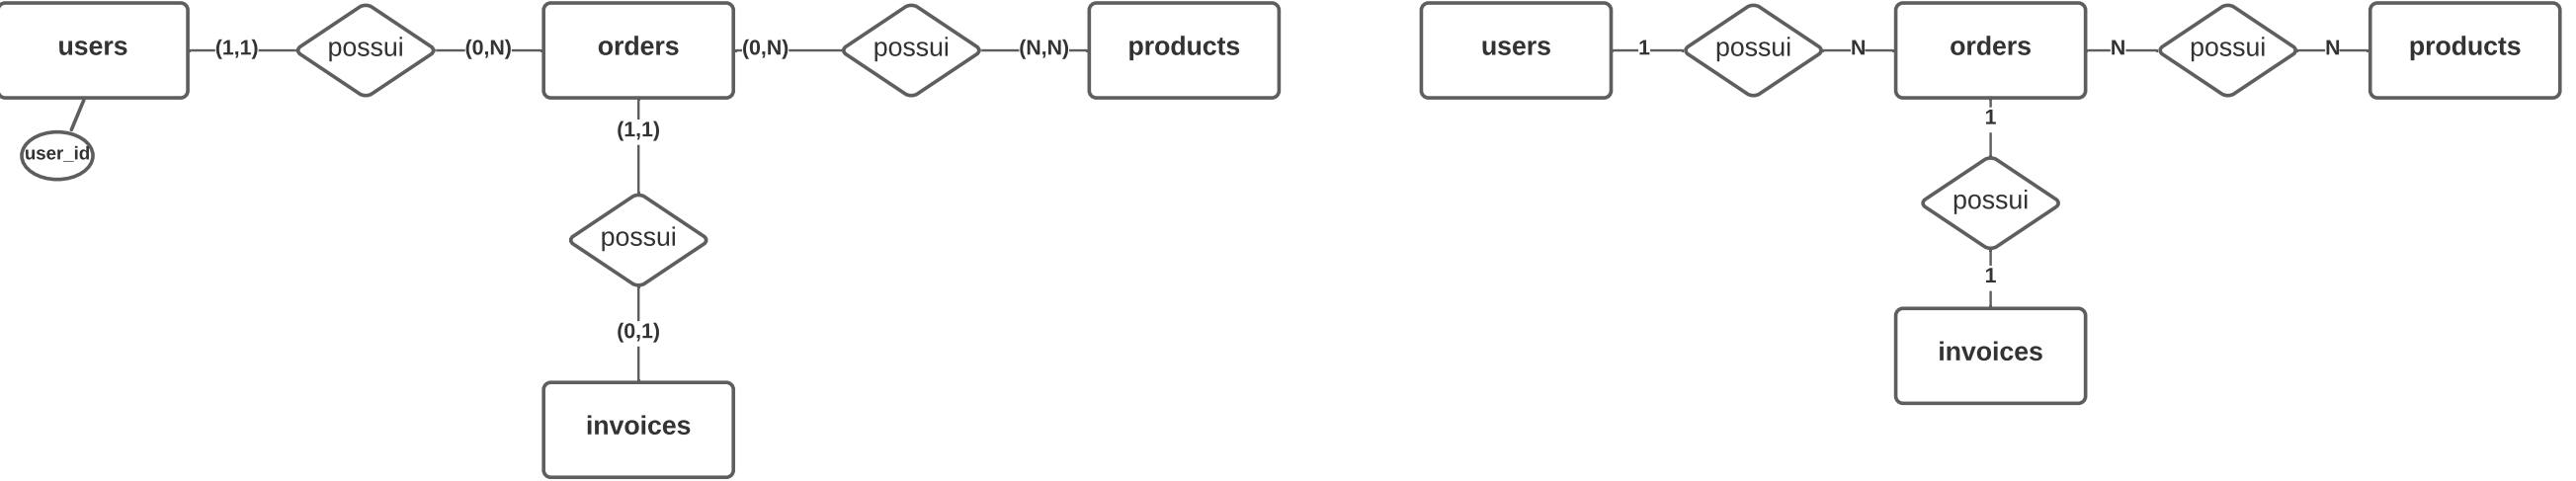 users
(1,1)
possui
(0,N)
orders
(0,N)
possui
(N,N)
products
user_id
(1,1)
possui
(0,1)
invoices
users
1
possui
N
orders
N
possui
N
products
1
possui
1
invoices